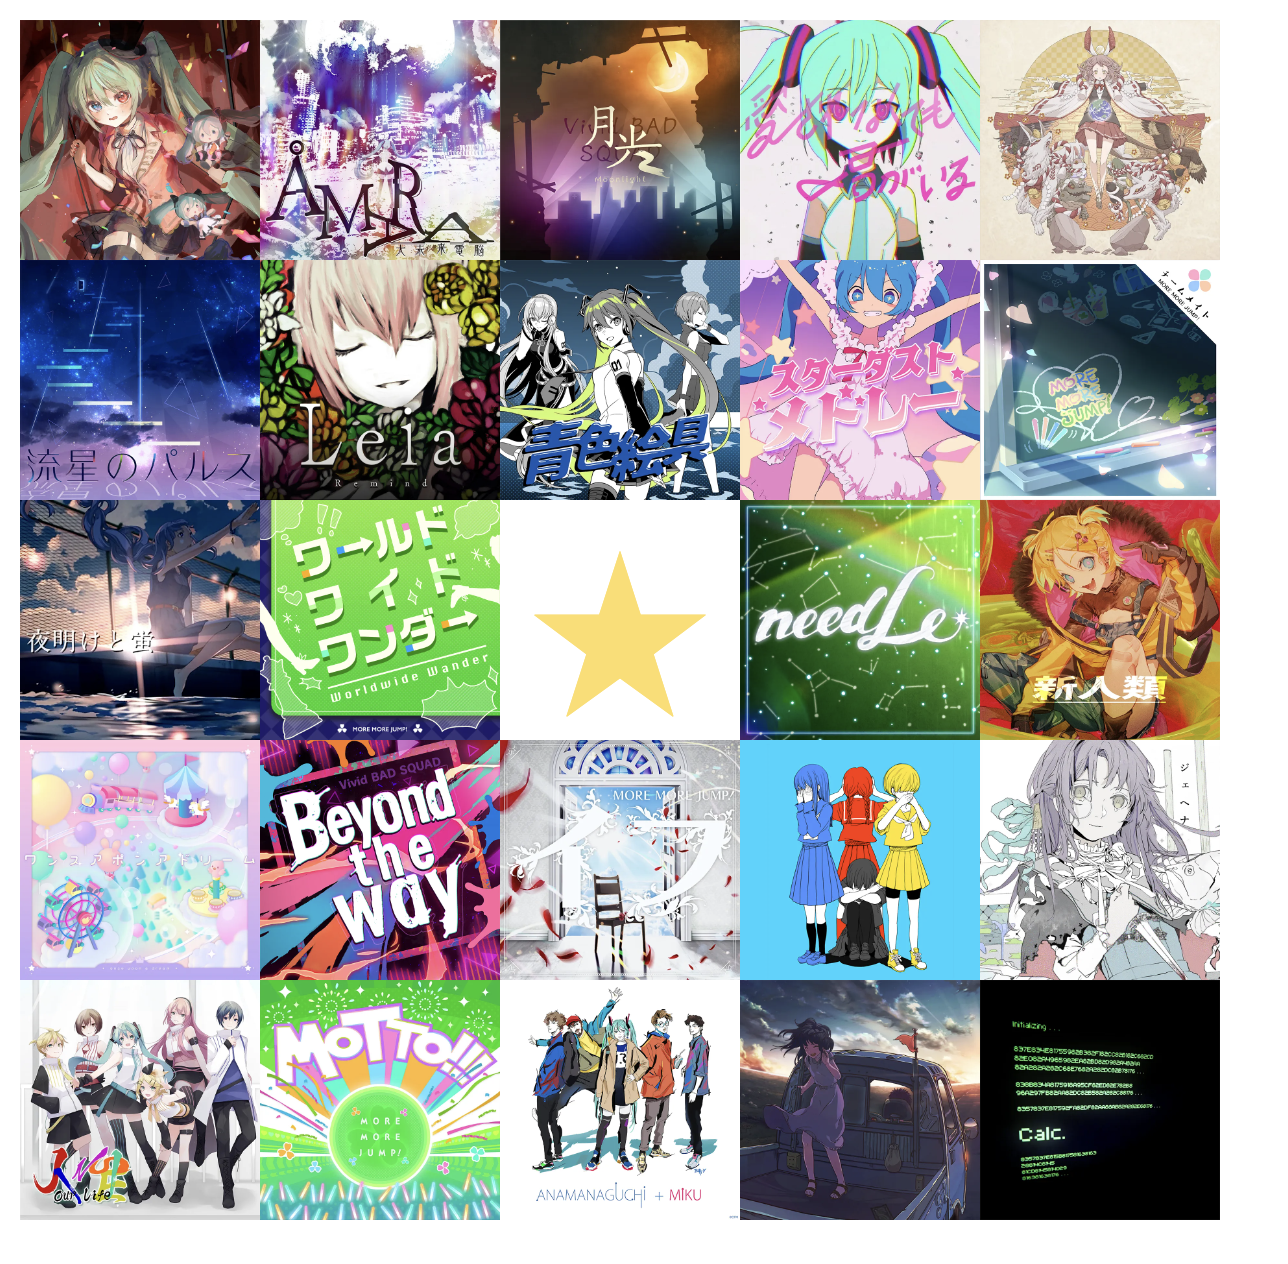 ÅMARA
大未来電脳
Vivid BAD SQUAD
月光
Moonlight
愛されなくても
君がいる
流星のパルス
Leia
Remind
01
青色絵具
スターダスト
メドレー
チームメイト
MORE MORE JUMP!
MORE
MORE
JUMP!
夜明けと蛍
ワールド
ワイド
ワンダー
Worldwide Wander
MORE MORE JUMP!
needLe
新人類
ワンスアポンアドリーム
Vivid BAD SQUAD
Beyond
the
way
MORE MORE JUMP!
イフ
ジェヘナ
人生
Our Life
MOTTO!!!
MORE
MORE
JUMP!
ANAMANAGUCHI + MIKU
Initializing ...
Calc.